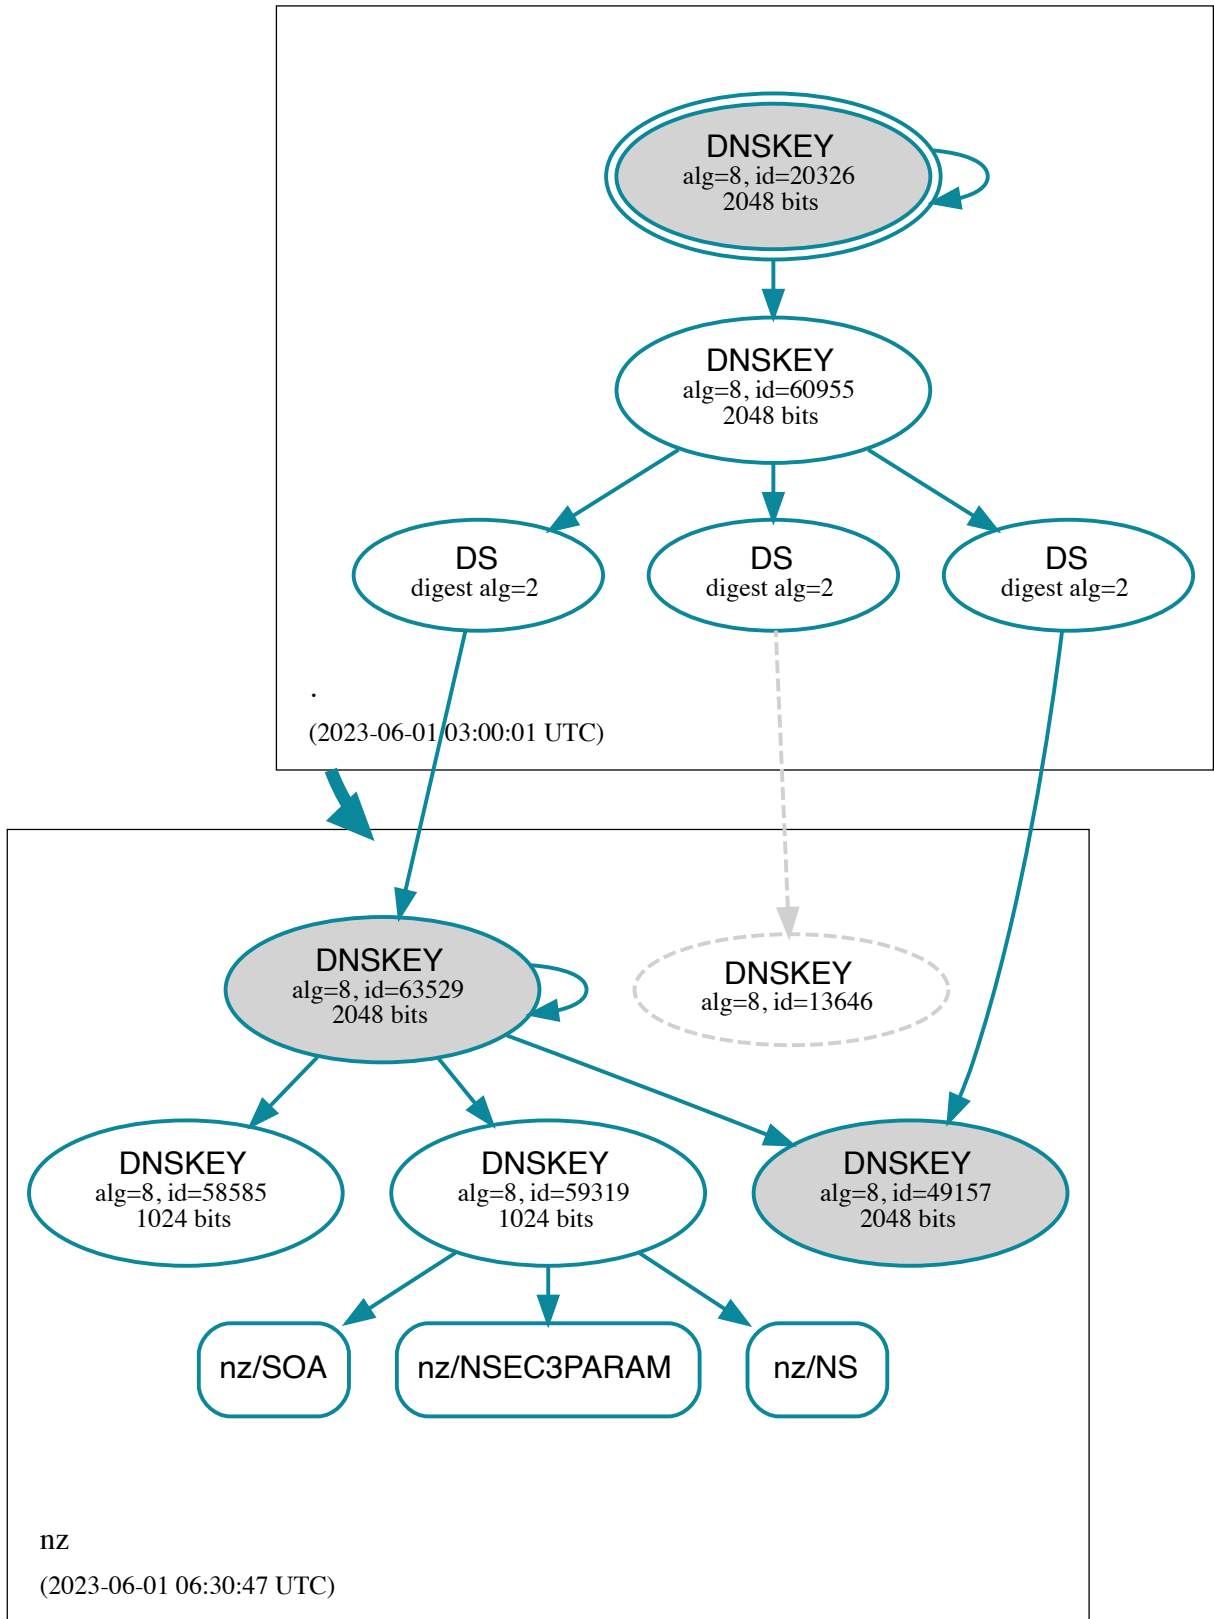 DNSKEY
alg=8, id=20326
2048 bits
DNSKEY
alg=8, id=60955
2048 bits
DS
digest alg=2
DS
digest alg=2
DS
digest alg=2
.
(2023-06-01 03:00:01 UTC)
DNSKEY
alg=8, id=63529
2048 bits
DNSKEY
alg=8, id=13646
DNSKEY
alg=8, id=58585
1024 bits
DNSKEY
alg=8, id=59319
1024 bits
DNSKEY
alg=8, id=49157
2048 bits
nz/SOA
nz/NSEC3PARAM
nz/NS
nz
(2023-06-01 06:30:47 UTC)